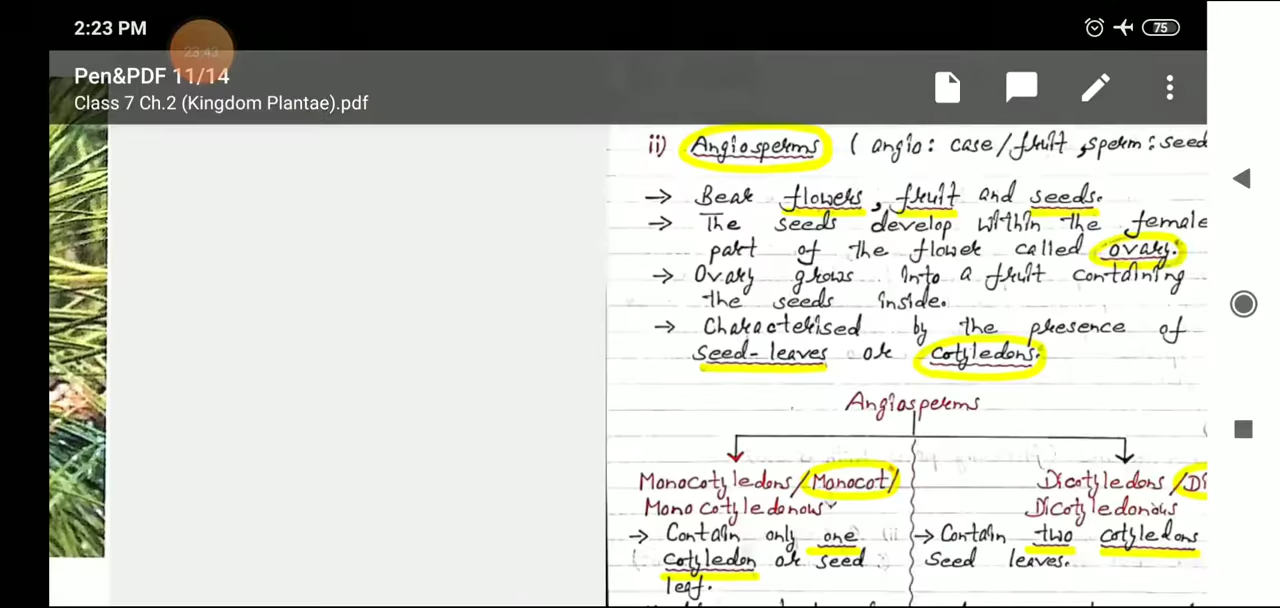 2:23 PM
75
23:43
Pen&PDF 11/14
Class 7 Ch.2 (Kingdom Plantae).pdf
ii) Angiosperms ( angio: case/fruit, sperm: seed
→ Bear flowers, fruit and seeds.
→ The seeds develop within the female
part of the flower called ovary.
→ Ovary grows into a fruit containing
the seeds inside.
→ Characterised by the presence of
seed-leaves or cotyledons.
Angiosperms
Monocotyledons/Monocot/
Monocotyledonous
Dicotyledons/Di
Dicotyledonous
→ Contain only one
cotyledon or seed
leaf.
→ Contain two cotyledons
seed leaves.